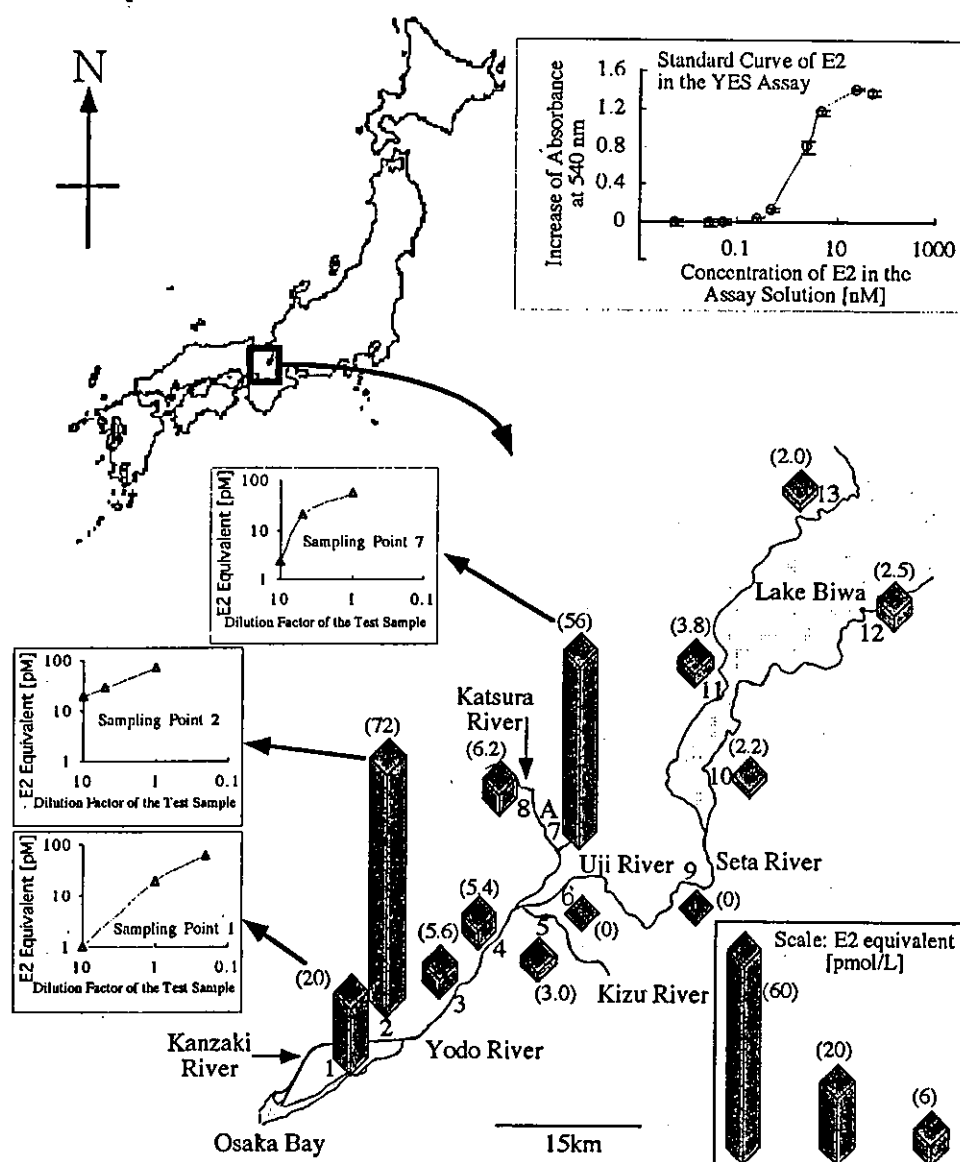 N
Standard Curve of E2
in the YES Assay
Increase of Absorbance
at 540 nm
1.6
1.2
0.8
0.4
0
0.1
10
1000
Concentration of E2 in the
Assay Solution [nM]
E2 Equivalent [pM]
100
10
1
Sampling Point 7
10
1
0.1
Dilution Factor of the Test Sample
E2 Equivalent [pM]
100
10
1
Sampling Point 2
10
1
0.1
Dilution Factor of the Test Sample
E2 Equivalent [pM]
100
10
1
Sampling Point 1
10
1
0.1
Dilution Factor of the Test Sample
(2.0)
13
Lake Biwa
(2.5)
12
(3.8)
11
(2.2)
10
(56)
Katsura
River
(6.2)
8
A
7
(72)
2
Uji River
6
(0)
9
Seta River
(0)
(5.4)
4
5
(3.0)
Kizu River
(5.6)
3
(20)
1
Kanzaki
River
Yodo River
Osaka Bay
15km
Scale: E2 equivalent
[pmol/L]
(60)
(20)
(6)